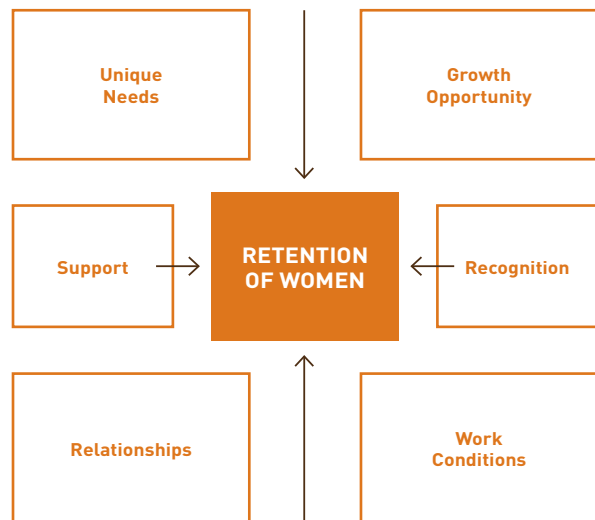 Unique
Needs
Growth
Opportunity
Support
RETENTION
OF WOMEN
Recognition
Relationships
Work
Conditions